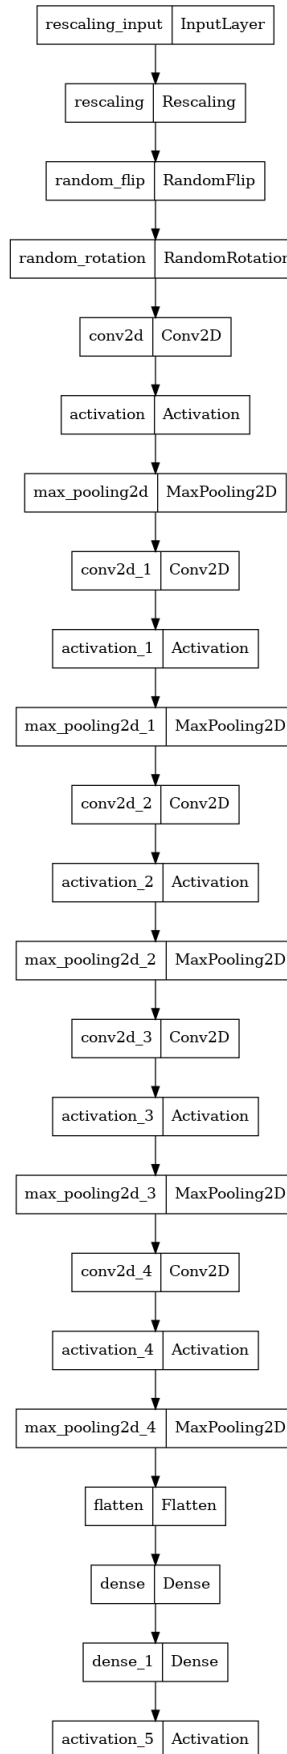 rescaling_input InputLayer
rescaling Rescaling
random_flip RandomFlip
random_rotation RandomRotation
conv2d Conv2D
activation Activation
max_pooling2d MaxPooling2D
conv2d_1 Conv2D
activation_1 Activation
max_pooling2d_1 MaxPooling2D
conv2d_2 Conv2D
activation_2 Activation
max_pooling2d_2 MaxPooling2D
conv2d_3 Conv2D
activation_3 Activation
max_pooling2d_3 MaxPooling2D
conv2d_4 Conv2D
activation_4 Activation
max_pooling2d_4 MaxPooling2D
flatten Flatten
dense Dense
dense_1 Dense
activation_5 Activation